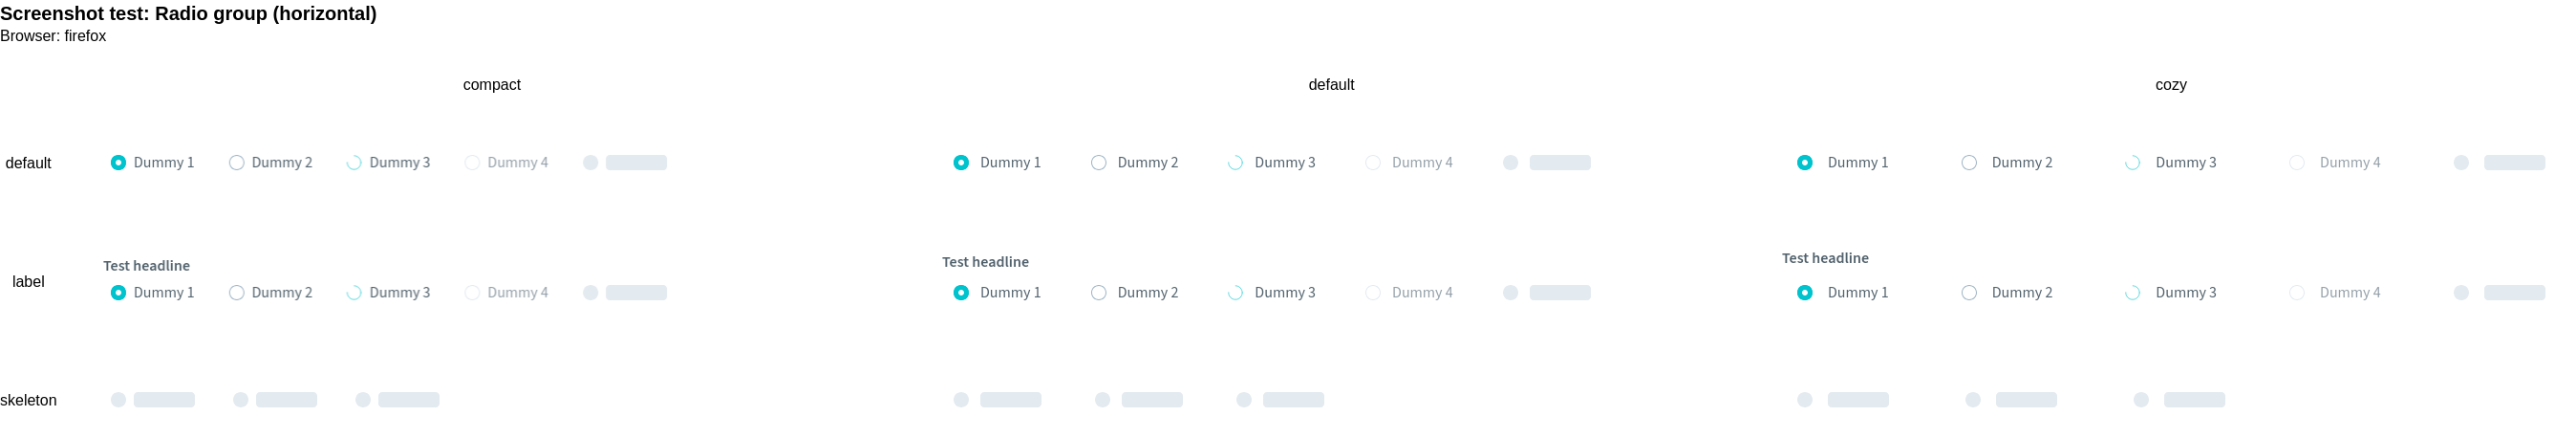 Screenshot test: Radio group (horizontal)
Browser: firefox
compact default cozy
default Dummy 1 Dummy 2 Dummy 3 Dummy 4 Dummy 1 Dummy 2 Dummy 3 Dummy 4 Dummy 1 Dummy 2 Dummy 3 Dummy 4
Test headline Test headline Test headline
label Dummy 1 Dummy 2 Dummy 3 Dummy 4 Dummy 1 Dummy 2 Dummy 3 Dummy 4 Dummy 1 Dummy 2 Dummy 3 Dummy 4
skeleton